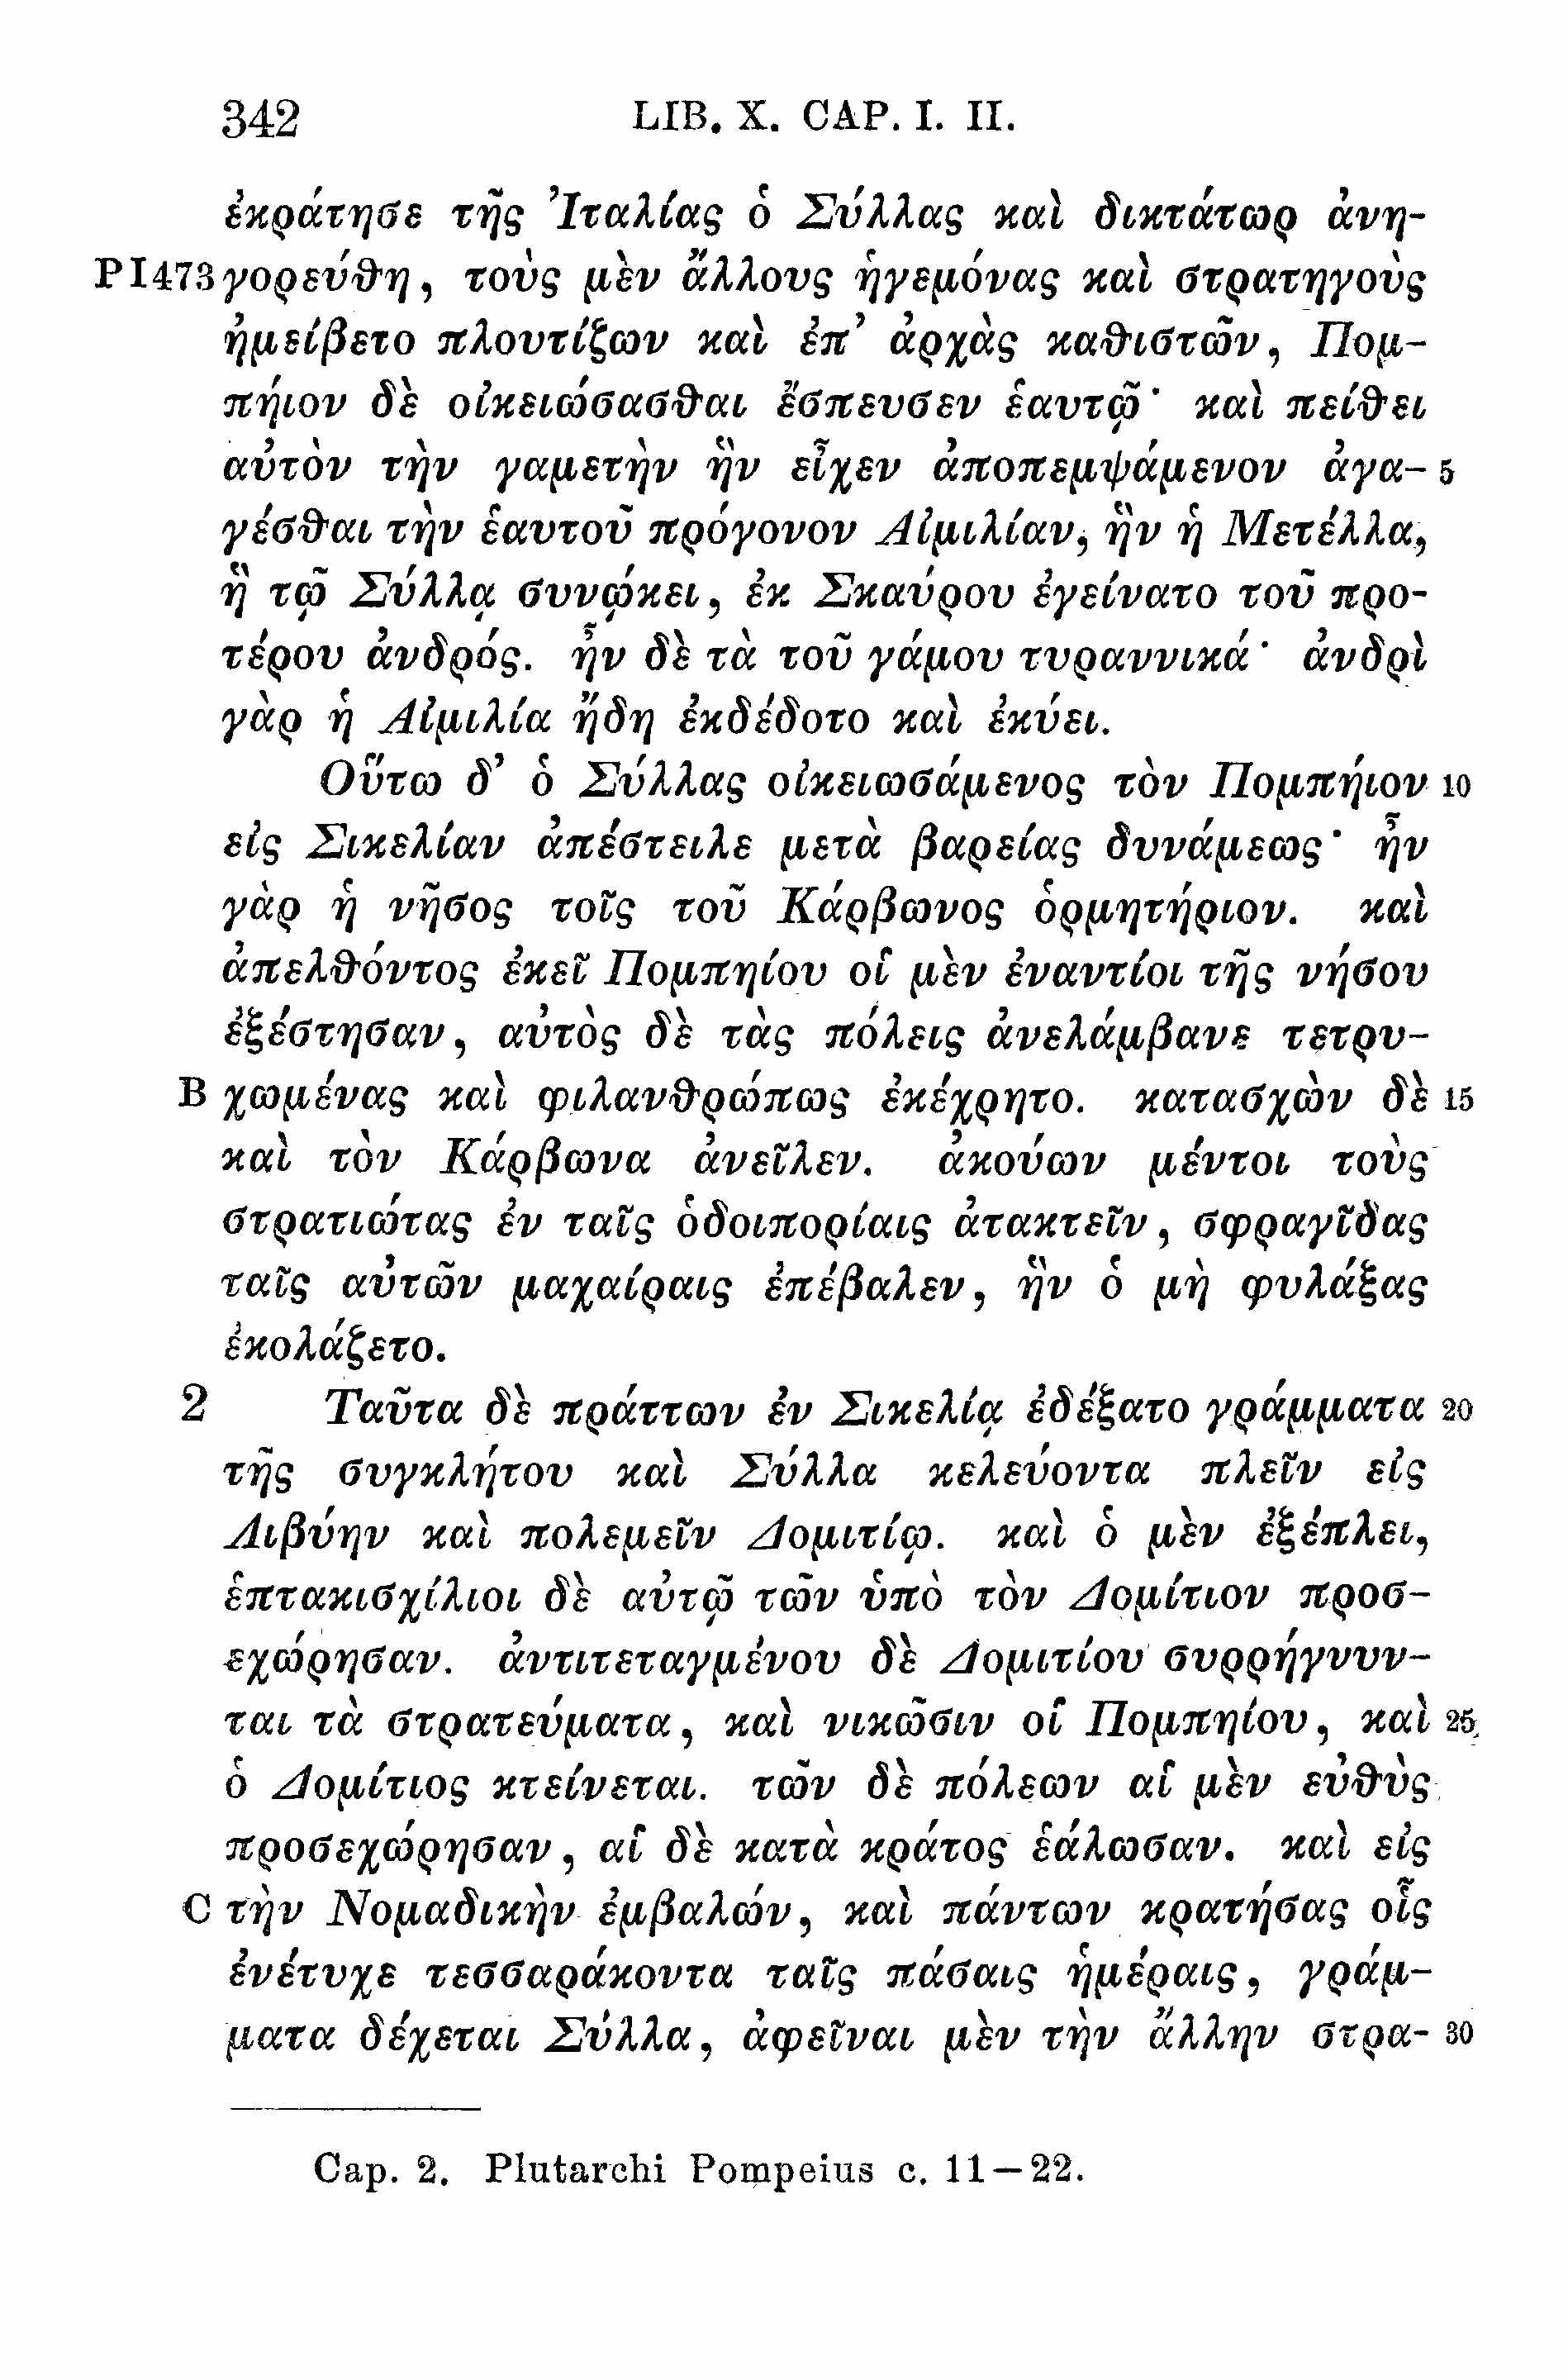 342 LIB. X. CAP. I. II.
ἐκράτησε τῆς Ἰταλίας ὁ Σύλλας καὶ δικτάτωρ ἀνη-
P I 473 γορεύθη, τοὺς μὲν ἄλλους ἡγεμόνας καὶ στρατηγοὺς
ἠμείβετο πλουτίζων καὶ ἐπ’ ἀρχὰς καθιστῶν, Πομ-
πήιον δὲ οἰκειώσασθαι ἔσπευσεν ἑαυτῷ· καὶ πείθει
αὐτὸν τὴν γαμετὴν ἣν εἶχεν ἀποπεμψάμενον ἀγα- 5
γέσθαι τὴν ἑαυτοῦ πρόγονον Αἰμιλίαν, ἣν ἡ Μετέλλα,
ἣ τῷ Σύλλᾳ συνῴκει, ἐκ Σκαύρου ἐγείνατο τοῦ προ-
τέρου ἀνδρός. ἦν δὲ τὰ τοῦ γάμου τυραννικά· ἀνδρὶ
γὰρ ἡ Αἰμιλία ἤδη ἐκδέδοτο καὶ ἐκύει.
Οὕτω δ’ ὁ Σύλλας οἰκειωσάμενος τὸν Πομπήιον 10
εἰς Σικελίαν ἀπέστειλε μετὰ βαρείας δυνάμεως· ἦν
γὰρ ἡ νῆσος τοῖς τοῦ Κάρβωνος ὁρμητήριον. καὶ
ἀπελθόντος ἐκεῖ Πομπηίου οἱ μὲν ἐναντίοι τῆς νήσου
ἐξέστησαν, αὐτὸς δὲ τὰς πόλεις ἀνελάμβανε τετρυ-
B χωμένας καὶ φιλανθρώπως ἐκέχρητο. κατασχὼν δὲ 15
καὶ τὸν Κάρβωνα ἀνεῖλεν. ἀκούων μέντοι τοὺς
στρατιώτας ἐν ταῖς ὁδοιπορίαις ἀτακτεῖν, σφραγῖδας
ταῖς αὐτῶν μαχαίραις ἐπέβαλεν, ἣν ὁ μὴ φυλάξας
ἐκολάζετο.
2 Ταῦτα δὲ πράττων ἐν Σικελίᾳ ἐδέξατο γράμματα 20
τῆς συγκλήτου καὶ Σύλλα κελεύοντα πλεῖν εἰς
Λιβύην καὶ πολεμεῖν Δομιτίῳ. καὶ ὁ μὲν ἐξέπλει,
ἑπτακισχίλιοι δὲ αὐτῷ τῶν ὑπὸ τὸν Δομίτιον προσ-
εχώρησαν. ἀντιτεταγμένου δὲ Δομιτίου συρρήγνυν-
ται τὰ στρατεύματα, καὶ νικῶσιν οἱ Πομπηίου, καὶ 25
ὁ Δομίτιος κτείνεται. τῶν δὲ πόλεων αἱ μὲν εὐθὺς
προσεχώρησαν, αἱ δὲ κατὰ κράτος ἑάλωσαν. καὶ εἰς
C τὴν Νομαδικὴν ἐμβαλών, καὶ πάντων κρατήσας οἷς
ἐνέτυχε τεσσαράκοντα ταῖς πάσαις ἡμέραις, γράμ-
ματα δέχεται Σύλλα, ἀφεῖναι μὲν τὴν ἄλλην στρα- 30
Cap. 2. Plutarchi Pompeius c. 11—22.